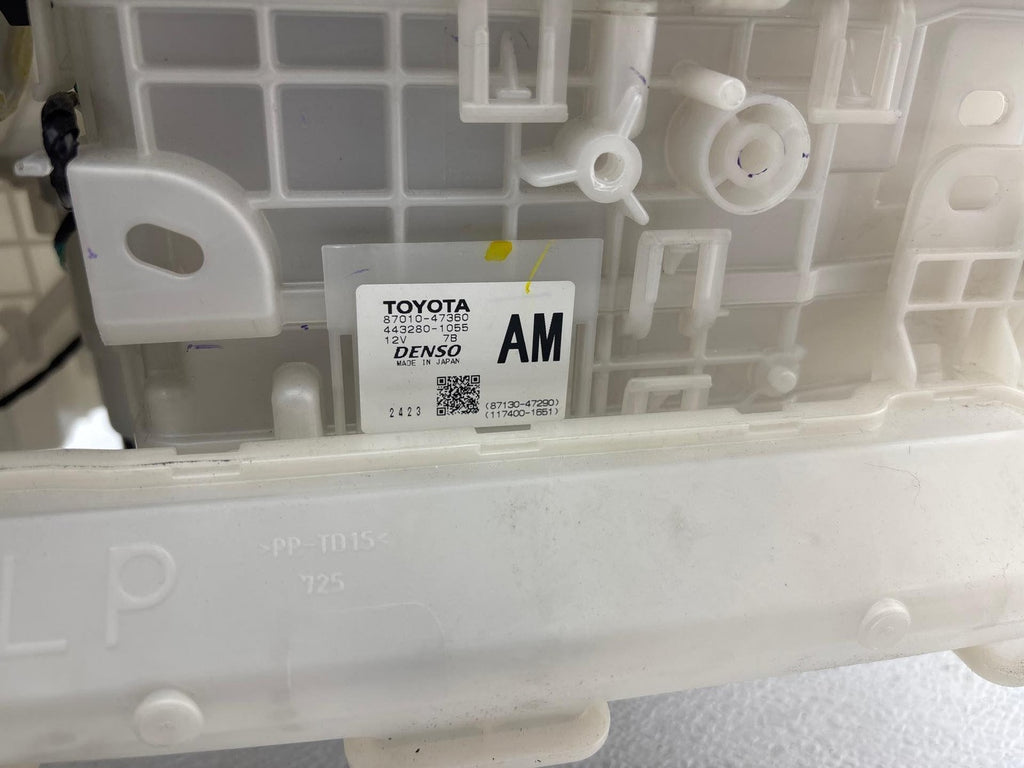 TOYOTA
87010-47360
443280-1055
12V 7B
DENSO
MADE IN JAPAN
AM
2423
(87130-47290)
(117400-1651)
>PP-TD15<
725
LP